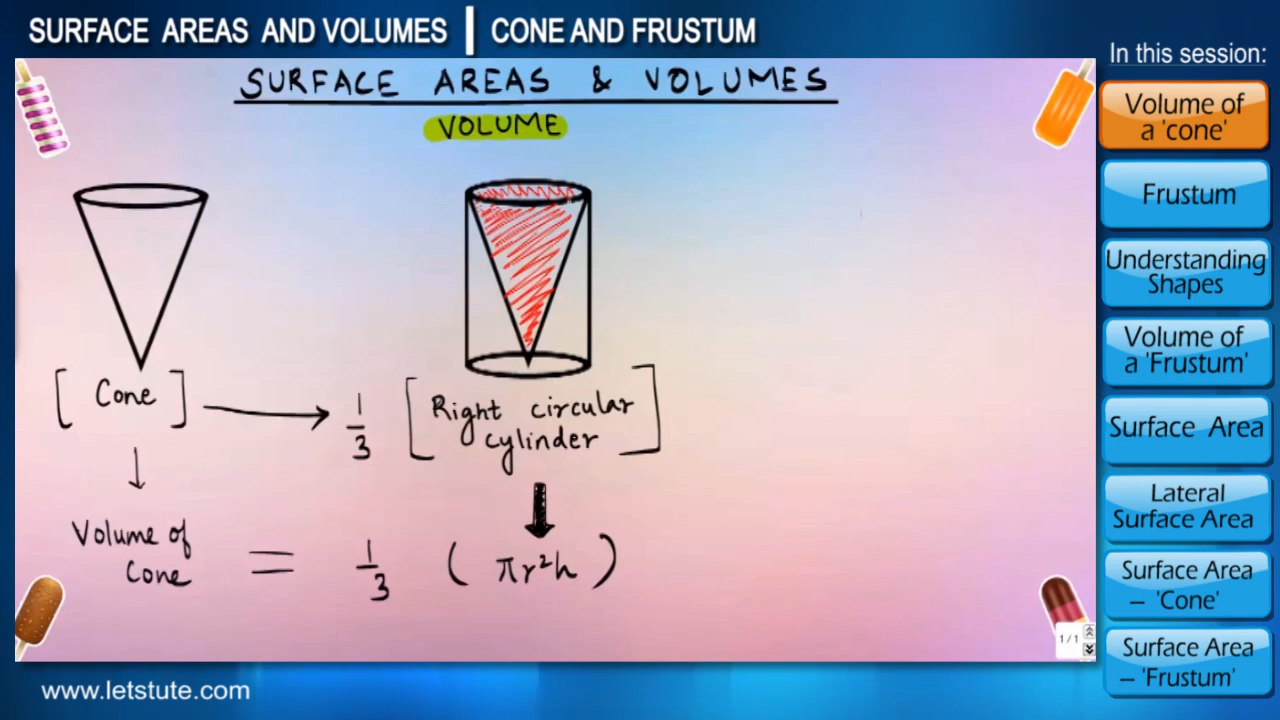 SURFACE AREAS AND VOLUMES | CONE AND FRUSTUM
In this session:
SURFACE AREAS & VOLUMES
VOLUME
[ Cone ] → 1/3 [ Right circular
cylinder ]
↓
Volume of
Cone = 1/3 ( πr²h )
1/1
Volume of
a 'cone'
Frustum
Understanding
Shapes
Volume of
a 'Frustum'
Surface Area
Lateral
Surface Area
Surface Area
– 'Cone'
Surface Area
– 'Frustum'
www.letstute.com